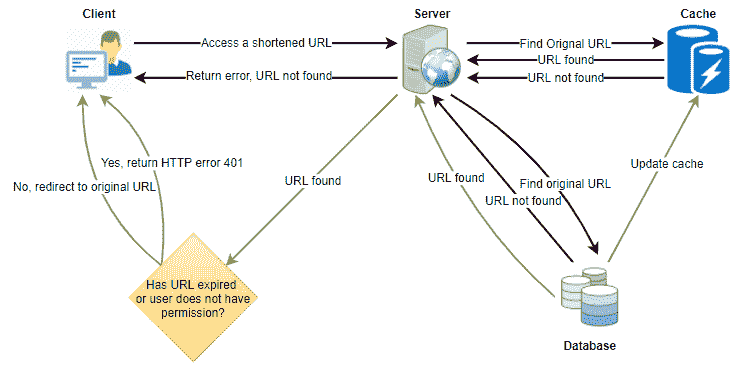 Client
Server
Cache
Access a shortened URL
Find Orignal URL
URL found
Return error, URL not found
URL not found
Yes, return HTTP error 401
No, redirect to original URL
URL found
URL found
Find original URL
URL not found
Update cache
Has URL expired
or user does not have
permission?
Database